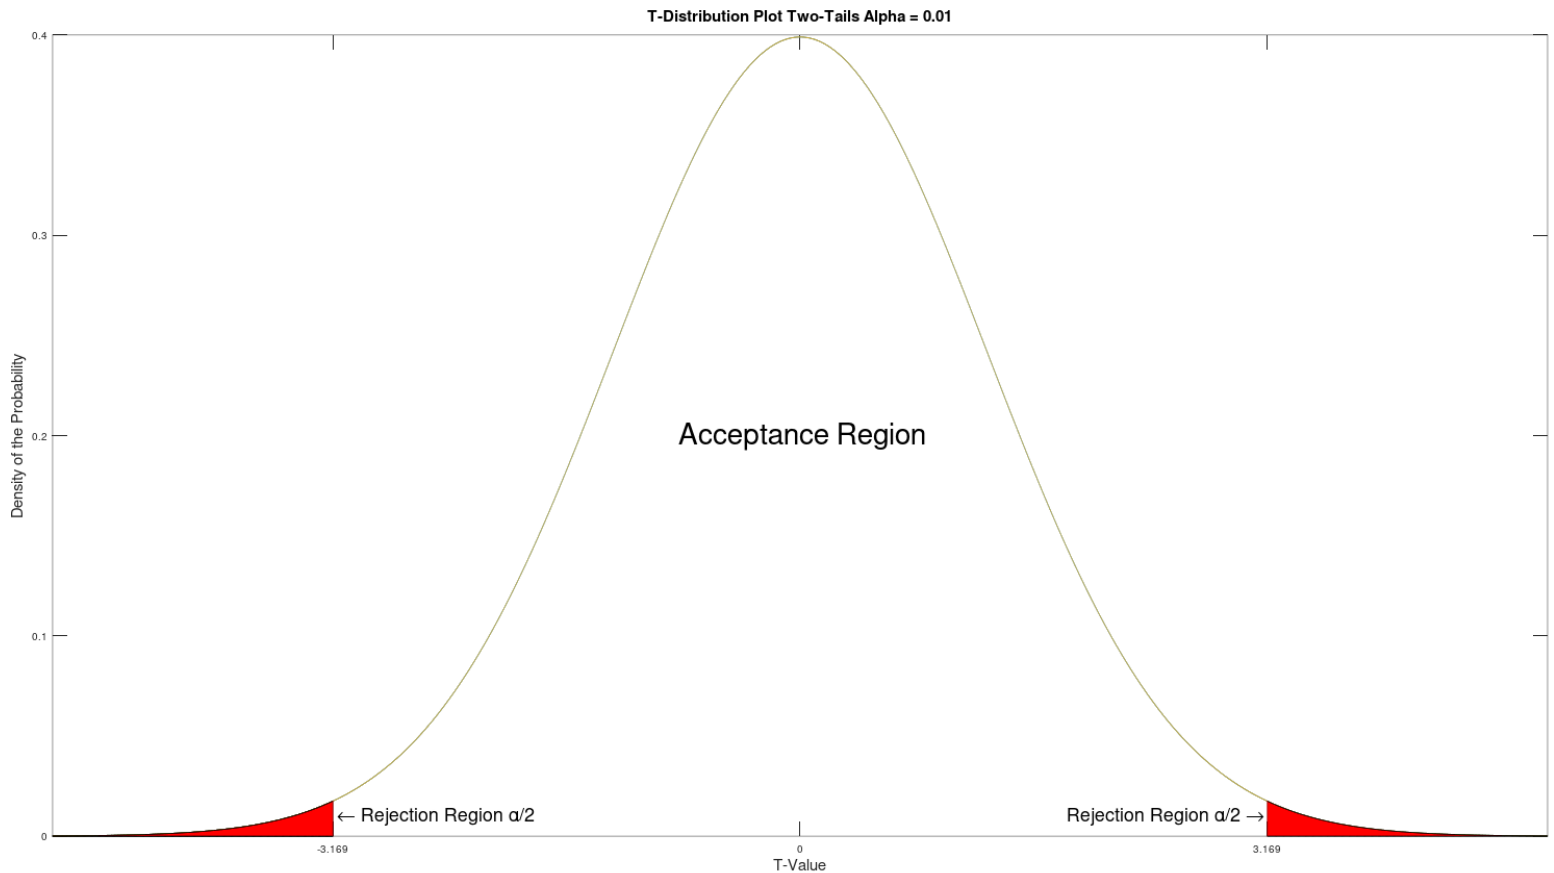 T-Distribution Plot Two-Tails Alpha = 0.01
0.4
0.3
Density of the Probability
0.2
Acceptance Region
0.1
← Rejection Region α/2
Rejection Region α/2 →
0
-3.169
0
3.169
T-Value